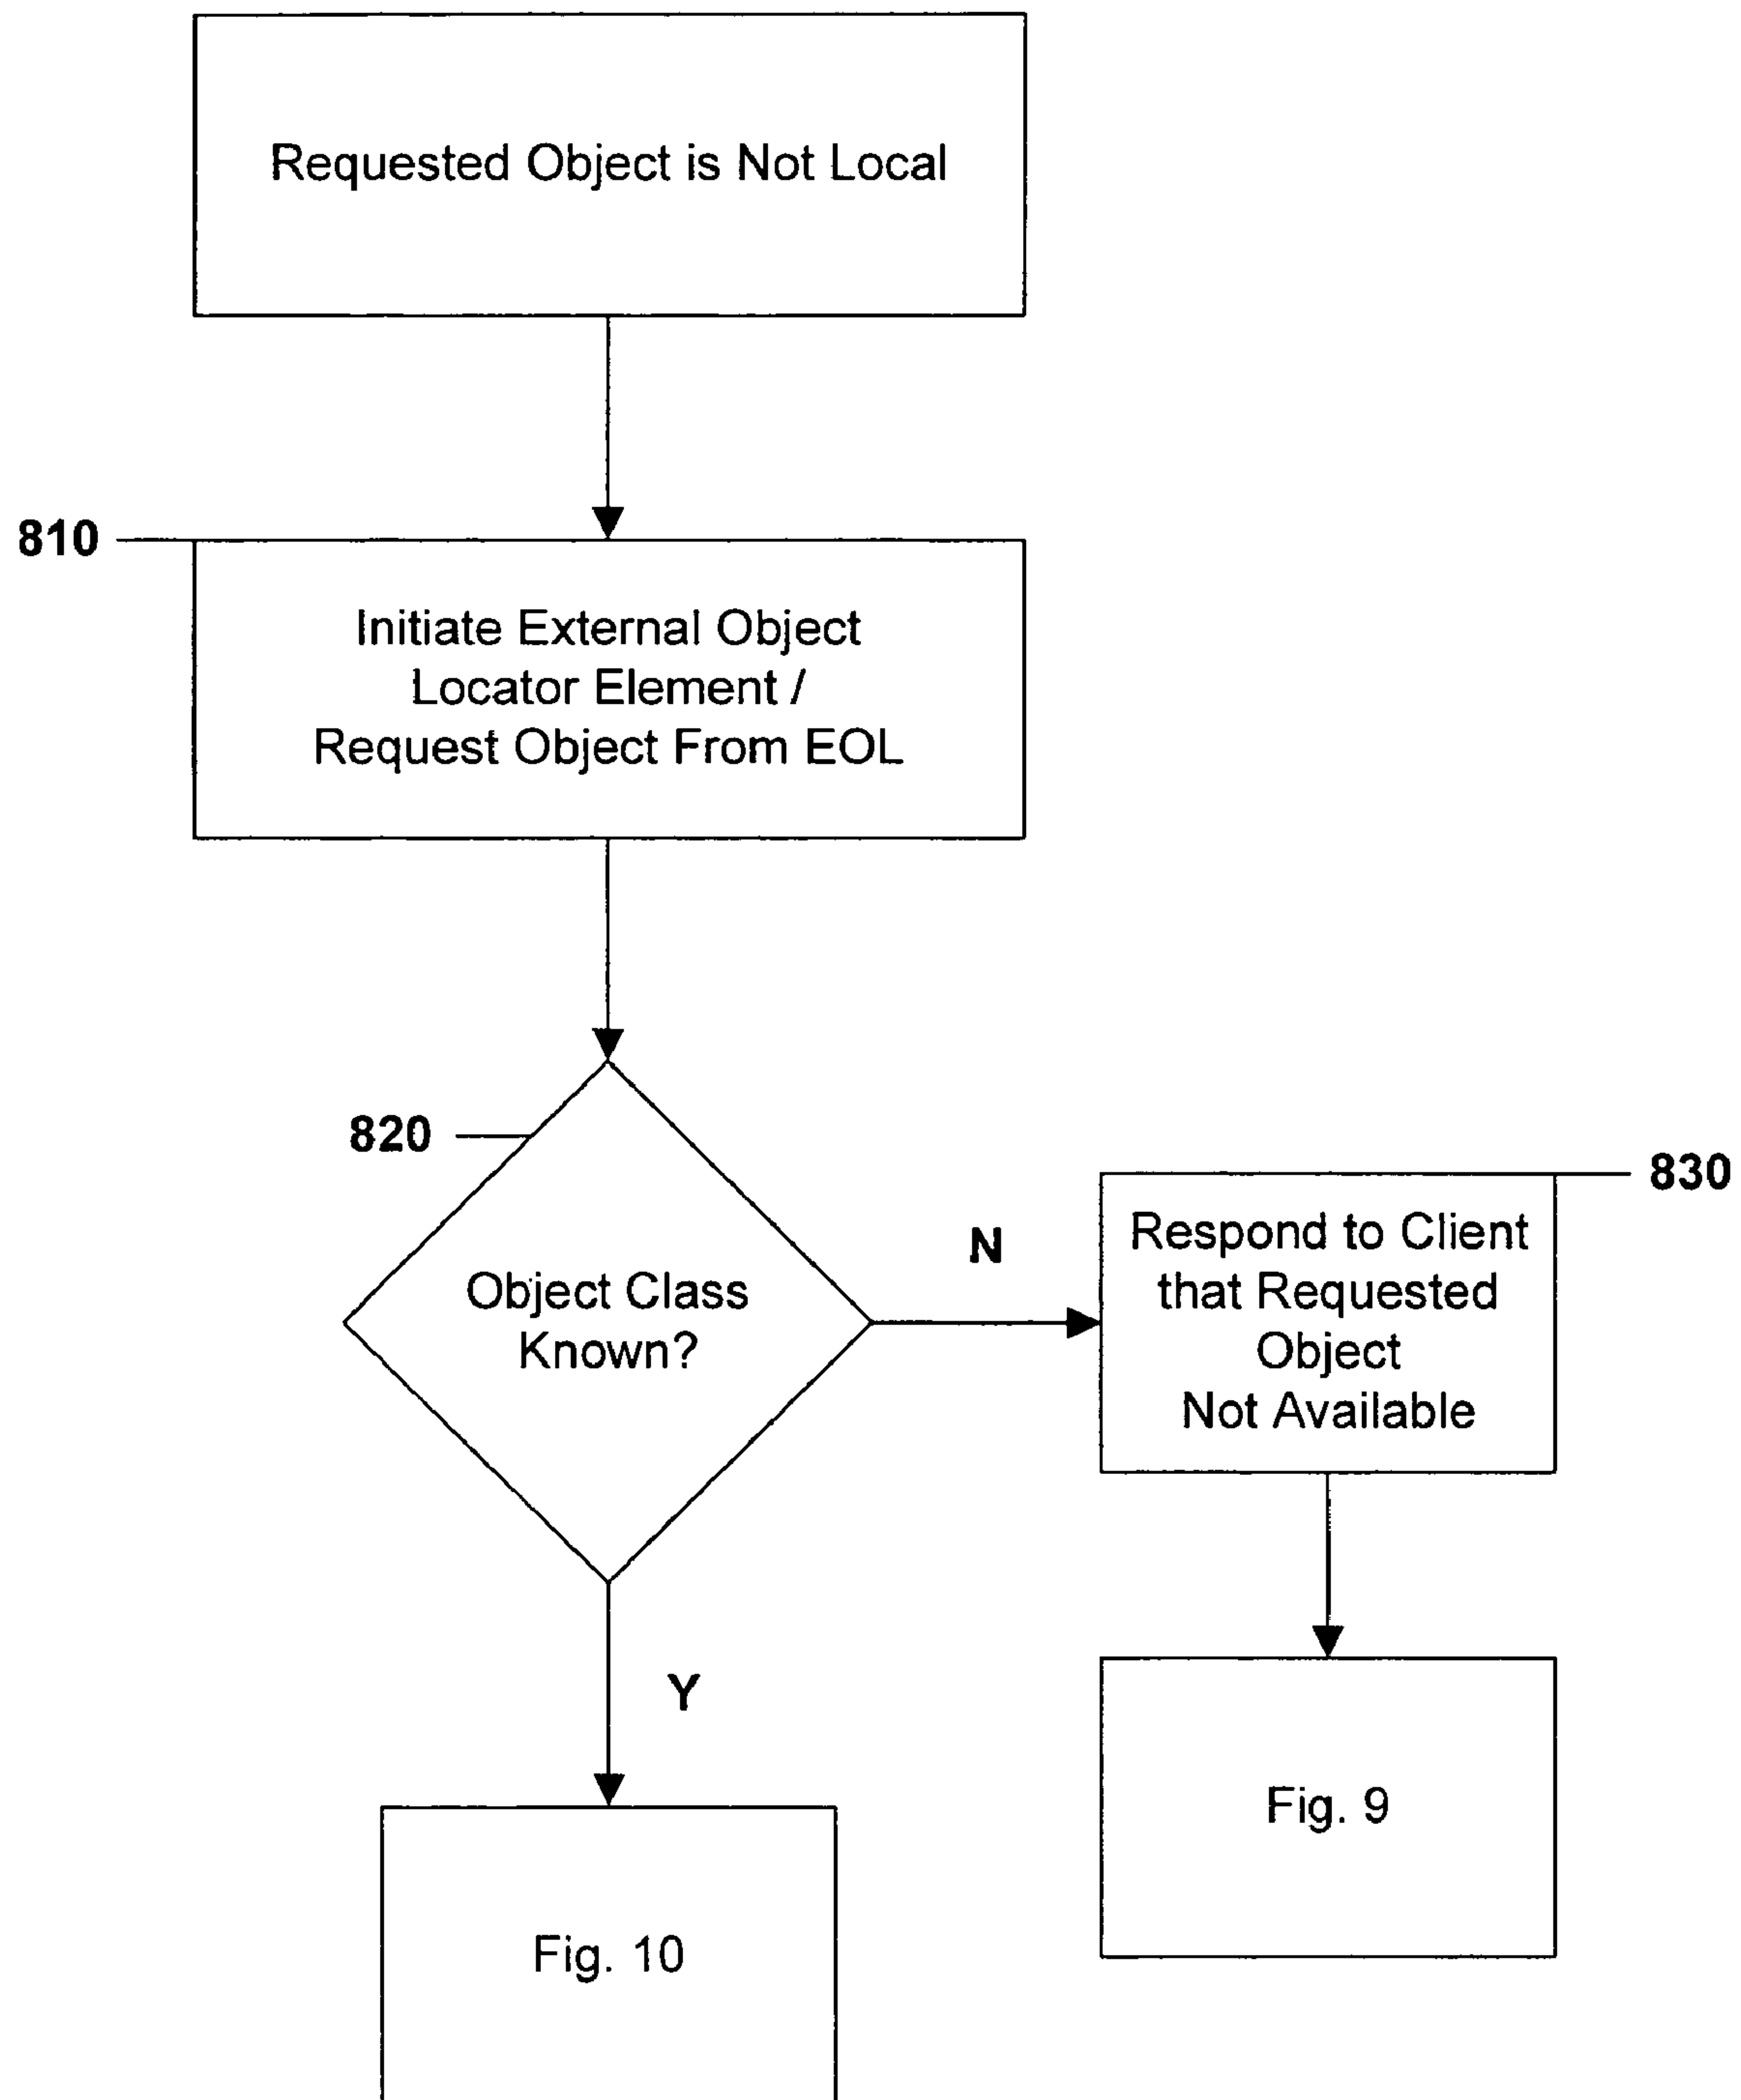 Requested Object is Not Local
810
Initiate External Object
Locator Element /
Request Object From EOL
820
Object Class
Known?
N
830
Respond to Client
that Requested
Object
Not Available
Y
Fig. 9
Fig. 10